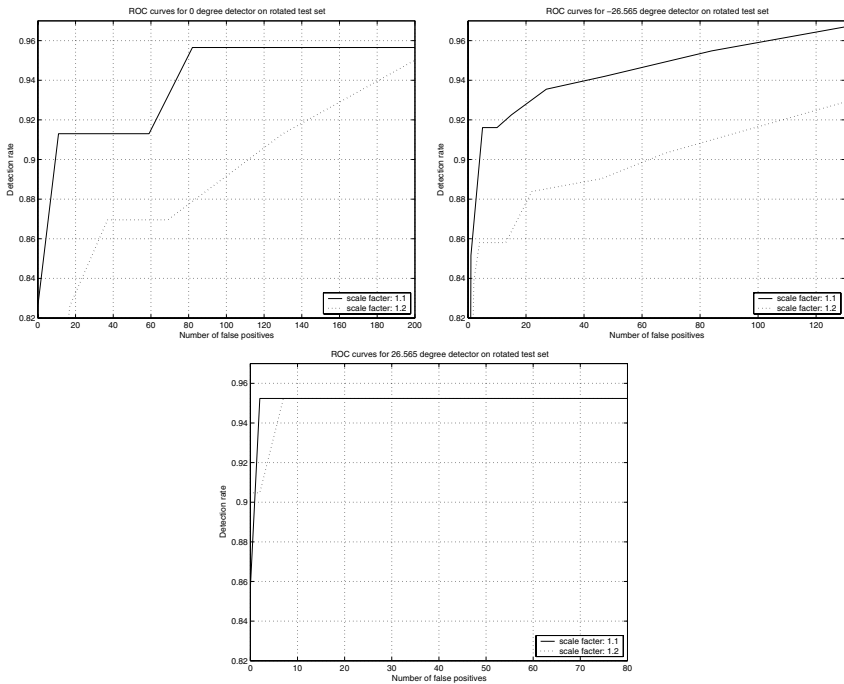 ROC curves for 0 degree detector on rotated test set
0.96
0.94
0.92
0.9
0.88
0.86
0.84
0.82
Detection rate
scale facter: 1.1
scale facter: 1.2
0 20 40 60 80 100 120 140 160 180 200
Number of false positives
ROC curves for −26.565 degree detector on rotated test set
0.96
0.94
0.92
0.9
0.88
0.86
0.84
0.82
Detection rate
scale facter: 1.1
scale facter: 1.2
0 20 40 60 80 100 120
Number of false positives
ROC curves for 26.565 degree detector on rotated test set
0.96
0.94
0.92
0.9
0.88
0.86
0.84
0.82
Detection rate
scale facter: 1.1
scale facter: 1.2
0 10 20 30 40 50 60 70 80
Number of false positives